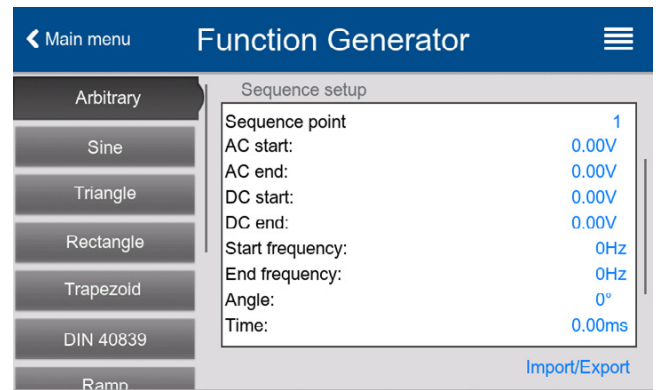 Main menu
Function Generator
Arbitrary
Sine
Triangle
Rectangle
Trapezoid
DIN 40839
Ramp
Sequence setup
Sequence point 1
AC start: 0.00V
AC end: 0.00V
DC start: 0.00V
DC end: 0.00V
Start frequency: 0Hz
End frequency: 0Hz
Angle: 0°
Time: 0.00ms
Import/Export